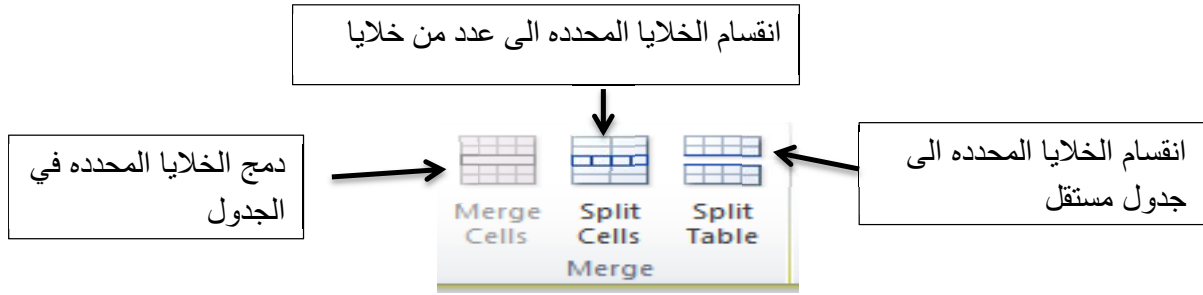 انقسام الخلايا المحدده الى عدد من خلايا
انقسام الخلايا المحدده الى
جدول مستقل
دمج الخلايا المحدده في
الجدول
Merge
Cells
Split
Cells
Split
Table
Merge